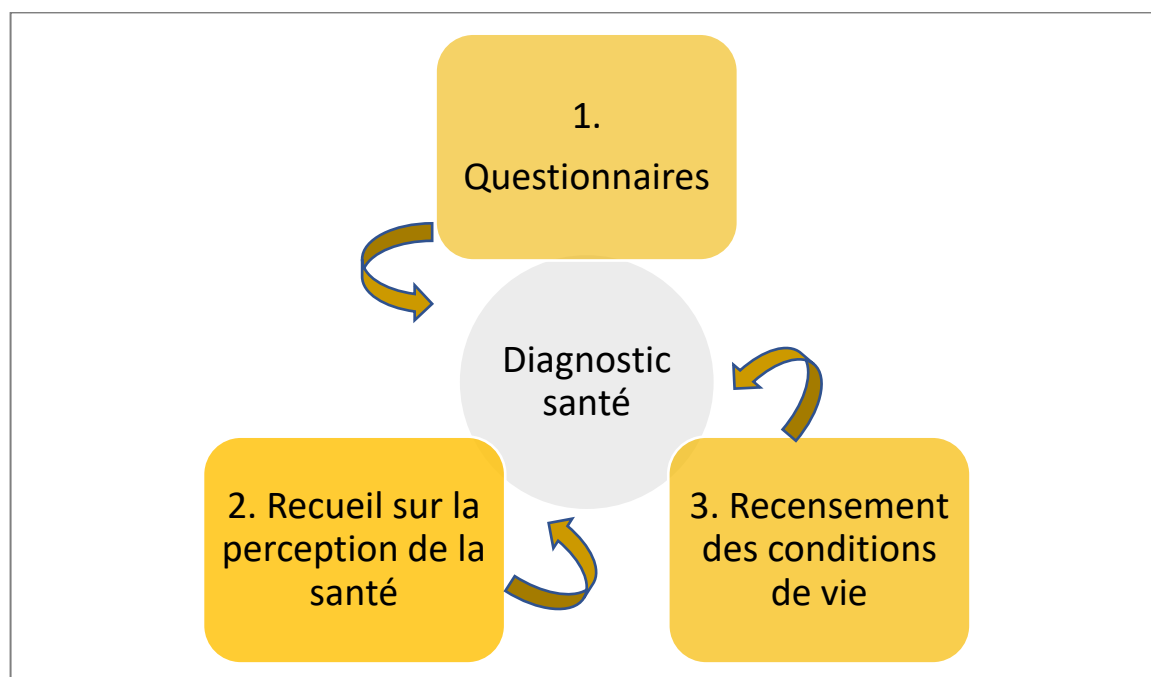 1.
Questionnaires
Diagnostic
santé
2. Recueil sur la
perception de la
santé
3. Recensement
des conditions
de vie